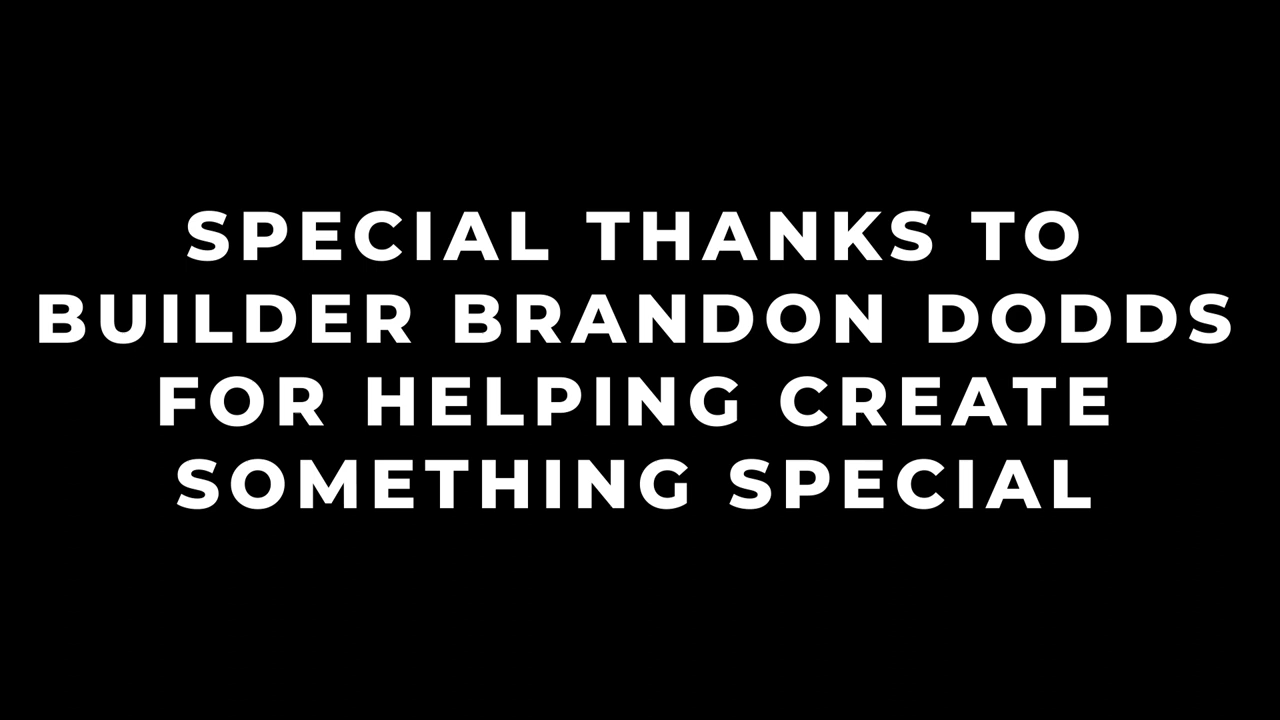 SPECIAL THANKS TO
BUILDER BRANDON DODDS
FOR HELPING CREATE
SOMETHING SPECIAL